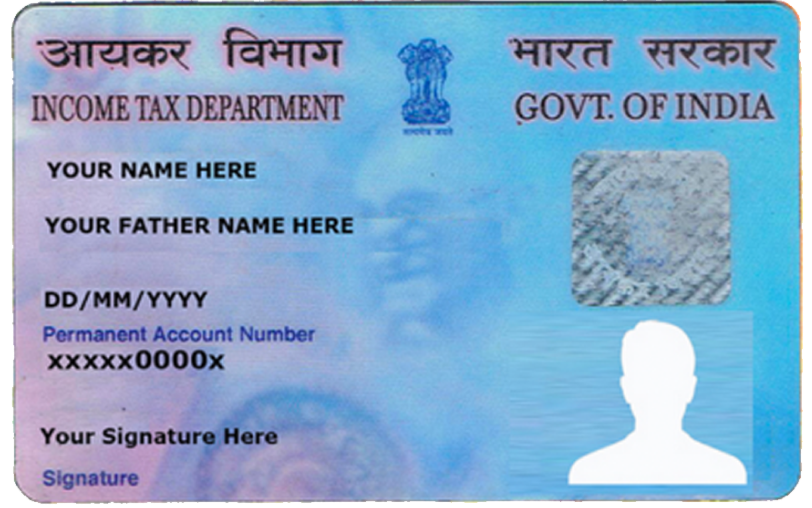 आयकर विभाग
भारत सरकार
INCOME TAX DEPARTMENT
GOVT. OF INDIA
सत्यमेव जयते
YOUR NAME HERE
YOUR FATHER NAME HERE
DD/MM/YYYY
Permanent Account Number
xxxxx0000x
Your Signature Here
Signature